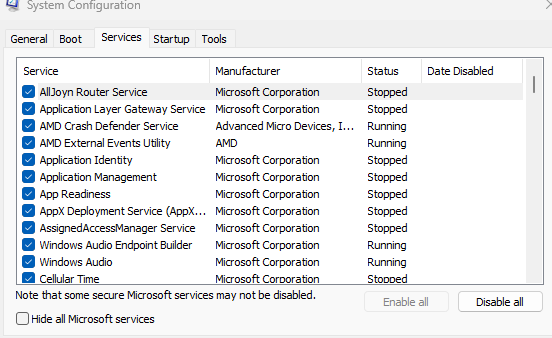 System Configuration
General Boot Services Startup Tools
Service Manufacturer Status Date Disabled
AllJoyn Router Service Microsoft Corporation Stopped
Application Layer Gateway Service Microsoft Corporation Stopped
AMD Crash Defender Service Advanced Micro Devices, I... Running
AMD External Events Utility AMD Running
Application Identity Microsoft Corporation Stopped
Application Management Microsoft Corporation Stopped
App Readiness Microsoft Corporation Stopped
AppX Deployment Service (AppX... Microsoft Corporation Stopped
AssignedAccessManager Service Microsoft Corporation Stopped
Windows Audio Endpoint Builder Microsoft Corporation Running
Windows Audio Microsoft Corporation Running
Cellular Time Microsoft Corporation Stopped
Note that some secure Microsoft services may not be disabled.
Enable all Disable all
Hide all Microsoft services